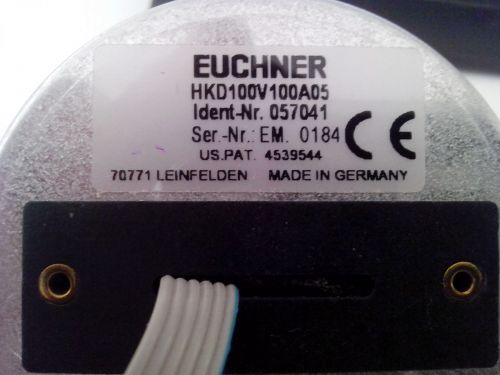 EUCHNER
HKD100V100A05
Ident-Nr. 057041
Ser.-Nr.: EM. 0184 CE
US.PAT. 4539544
70771 LEINFELDEN MADE IN GERMANY